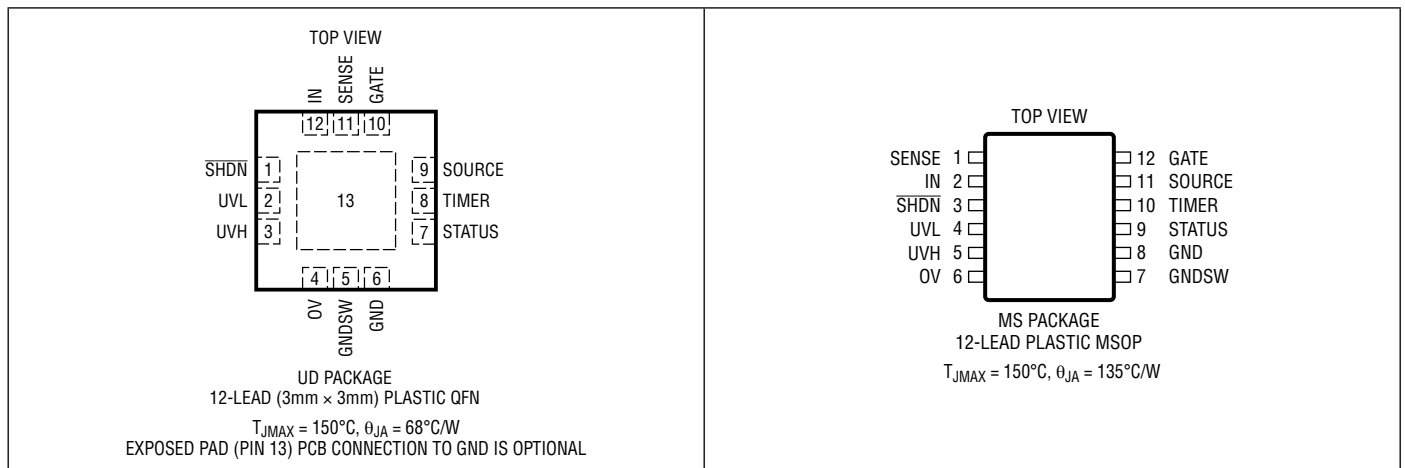 TOP VIEW
IN
SENSE
GATE
12 11 10
SHDN 1
UVL 2
UVH 3
13
9 SOURCE
8 TIMER
7 STATUS
4 5 6
OV
GNDSW
GND
UD PACKAGE
12-LEAD (3mm × 3mm) PLASTIC QFN
TJMAX = 150°C, θJA = 68°C/W
EXPOSED PAD (PIN 13) PCB CONNECTION TO GND IS OPTIONAL
TOP VIEW
SENSE 1
IN 2
SHDN 3
UVL 4
UVH 5
OV 6
12 GATE
11 SOURCE
10 TIMER
9 STATUS
8 GND
7 GNDSW
MS PACKAGE
12-LEAD PLASTIC MSOP
TJMAX = 150°C, θJA = 135°C/W